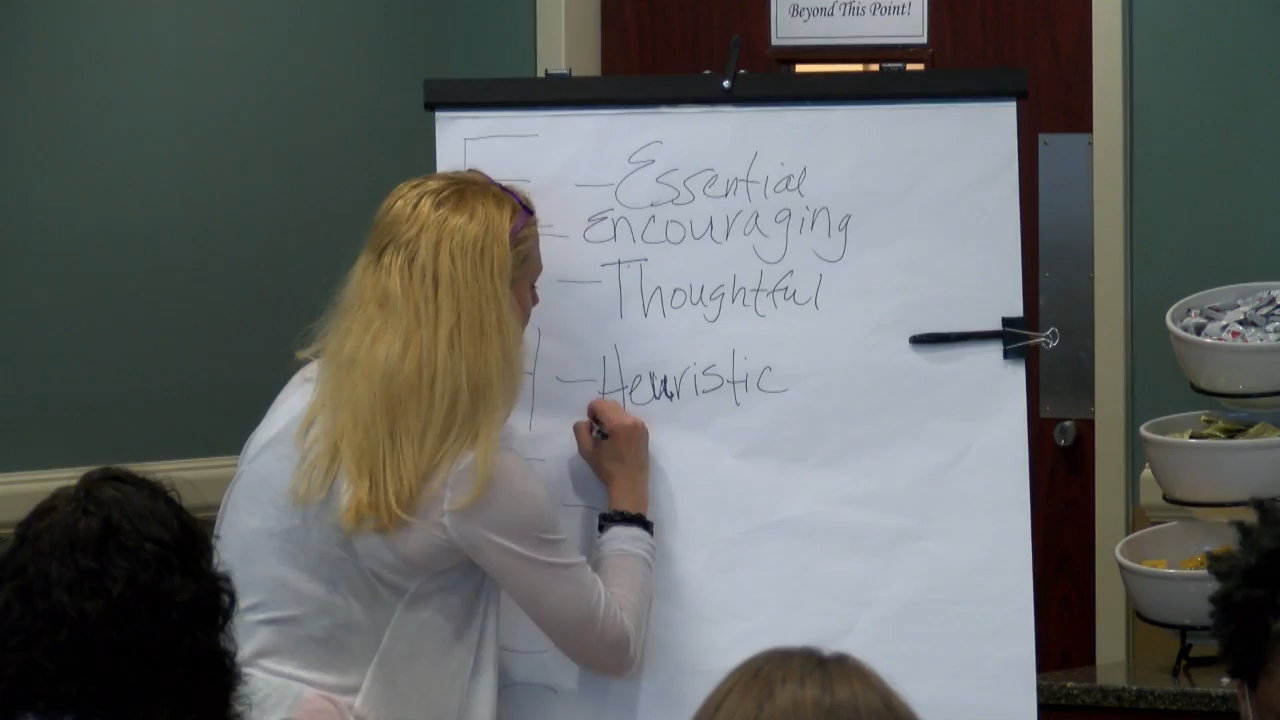 Beyond This Point!
— Essential
Encouraging
— Thoughtful
— Heuristic